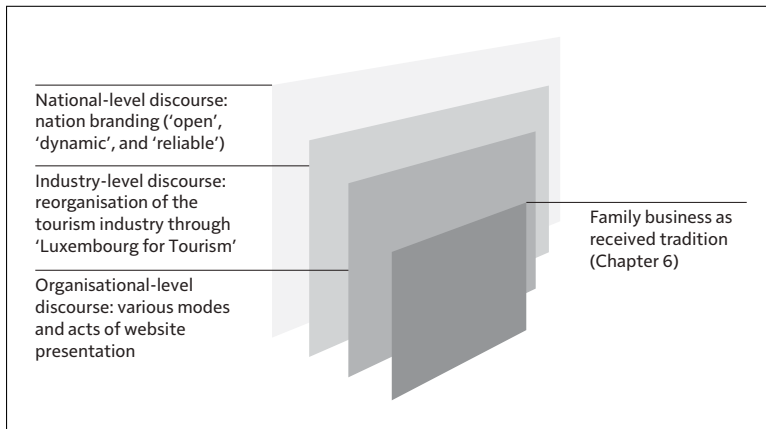 National-level discourse:
nation branding (‘open’,
‘dynamic’, and ‘reliable’)
Industry-level discourse:
reorganisation of the
tourism industry through
‘Luxembourg for Tourism’
Organisational-level
discourse: various modes
and acts of website
presentation
Family business as
received tradition
(Chapter 6)